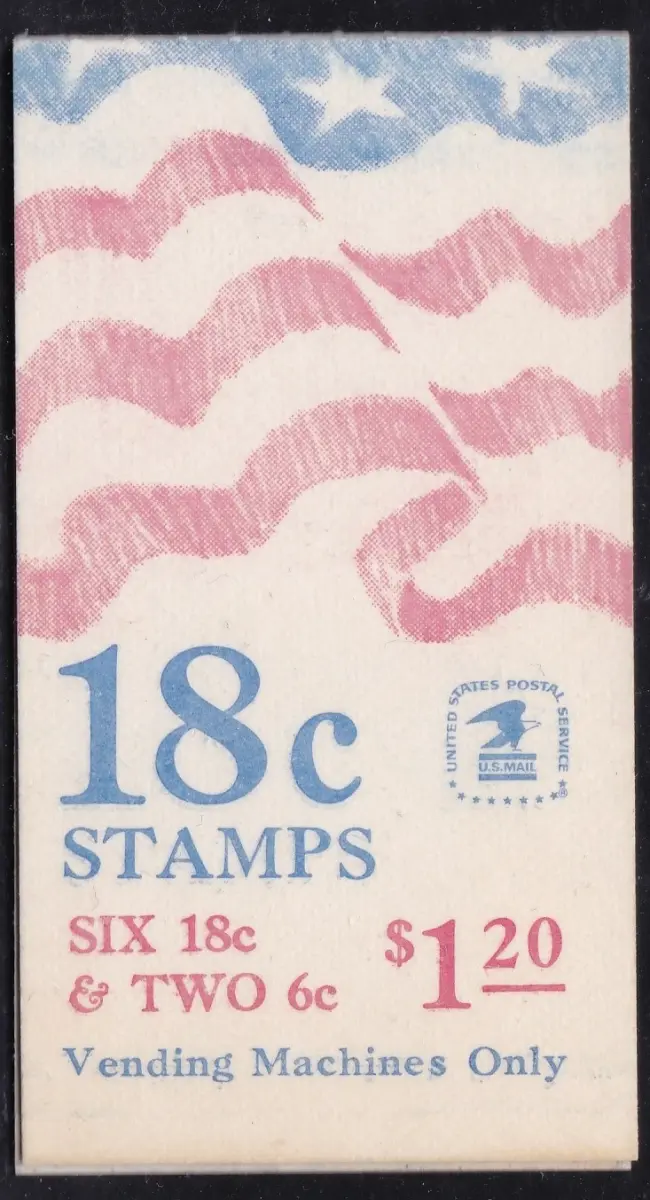 18c
STAMPS
UNITED STATES POSTAL SERVICE
U.S.MAIL
®
SIX 18c
& TWO 6c
$1 20
Vending Machines Only